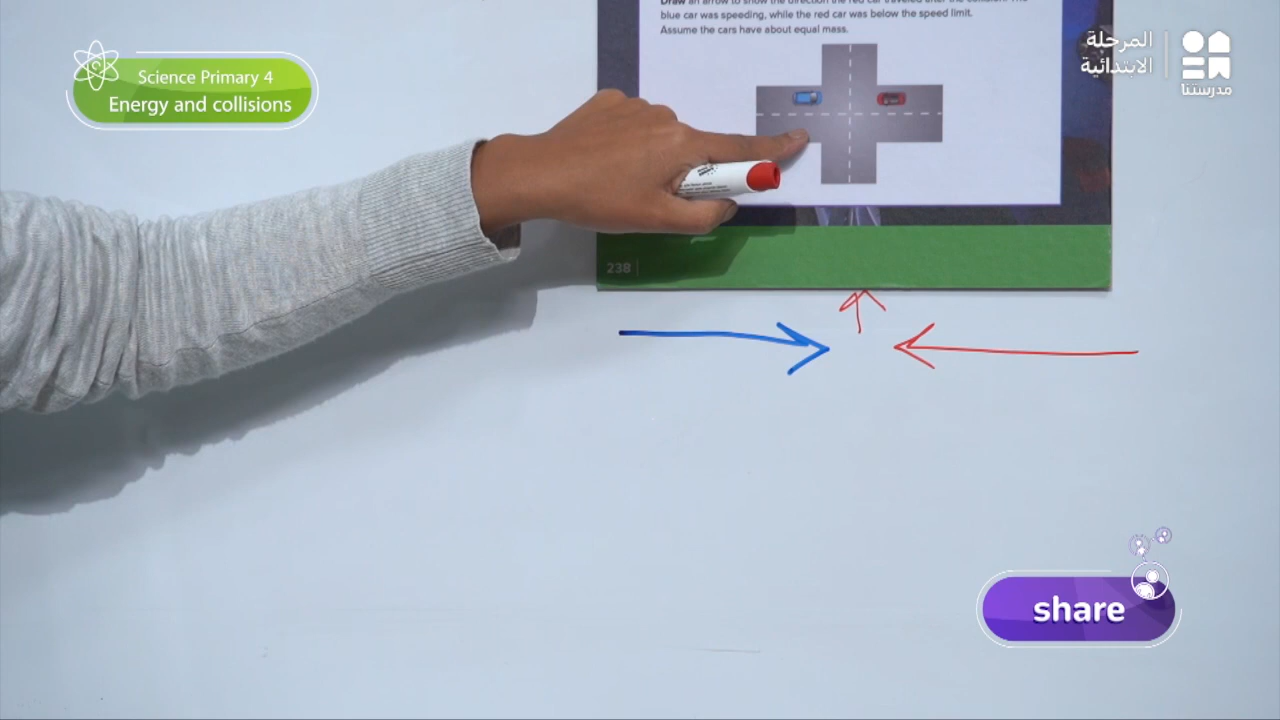 Science Primary 4
Energy and collisions
المرحلة
الابتدائية
مدرستنا
Draw an arrow to show the direction the red car traveled after the collision. The
blue car was speeding, while the red car was below the speed limit.
Assume the cars have about equal mass.
238
share